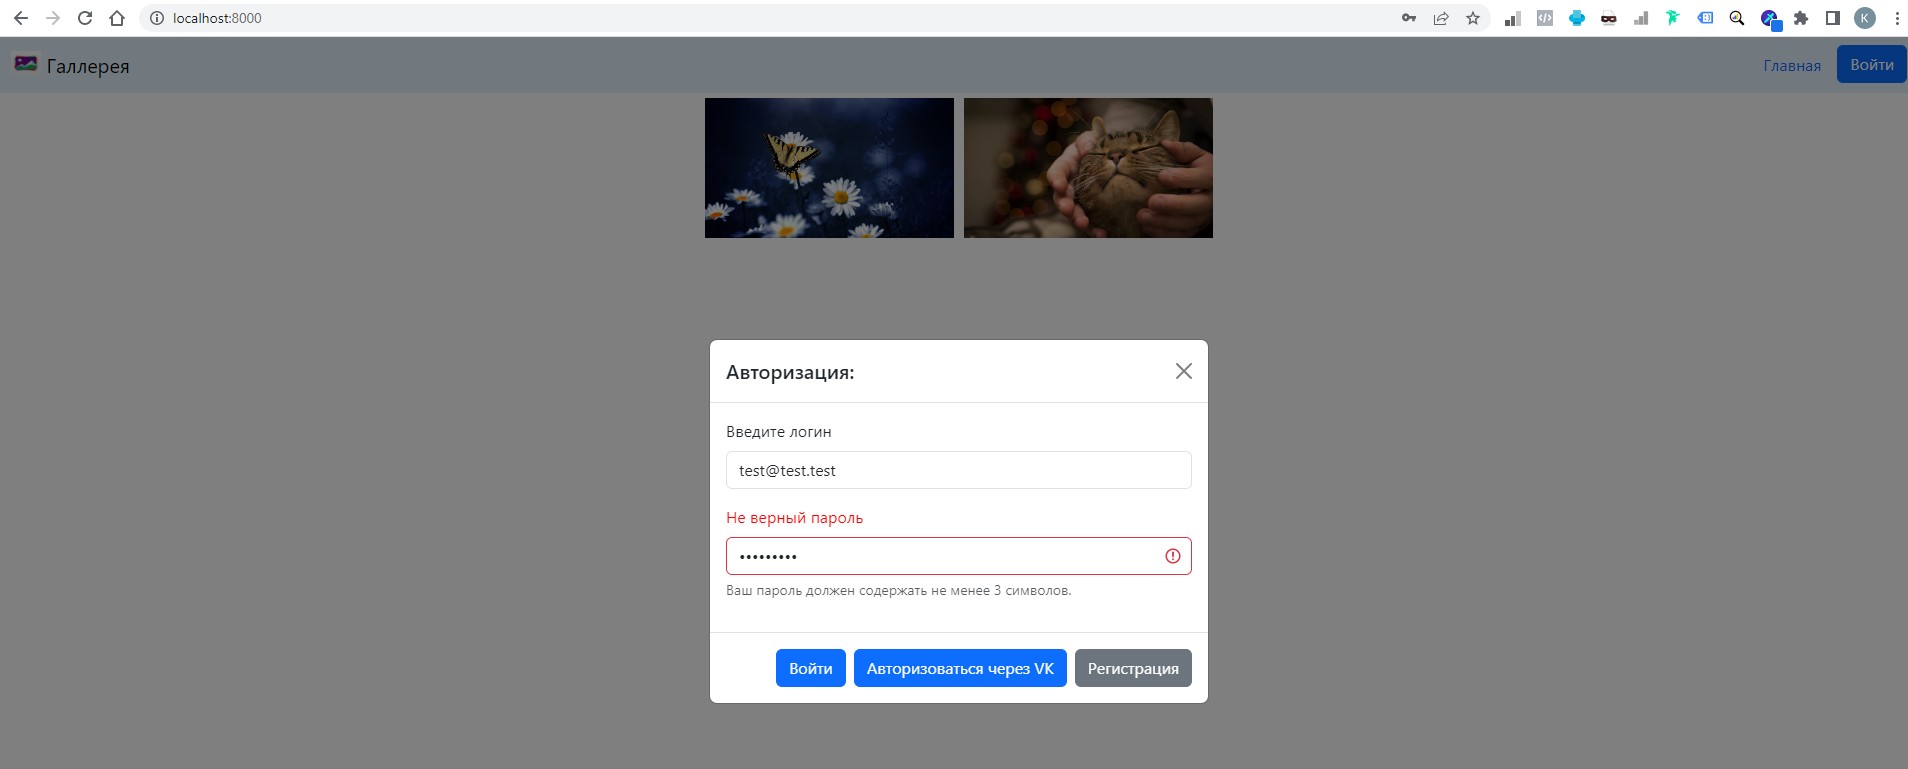 localhost:8000
K
Галлерея
Главная
Войти
Авторизация:
Введите логин
test@test.test
Не верный пароль
•••••••••
Ваш пароль должен содержать не менее 3 символов.
Войти
Авторизоваться через VK
Регистрация